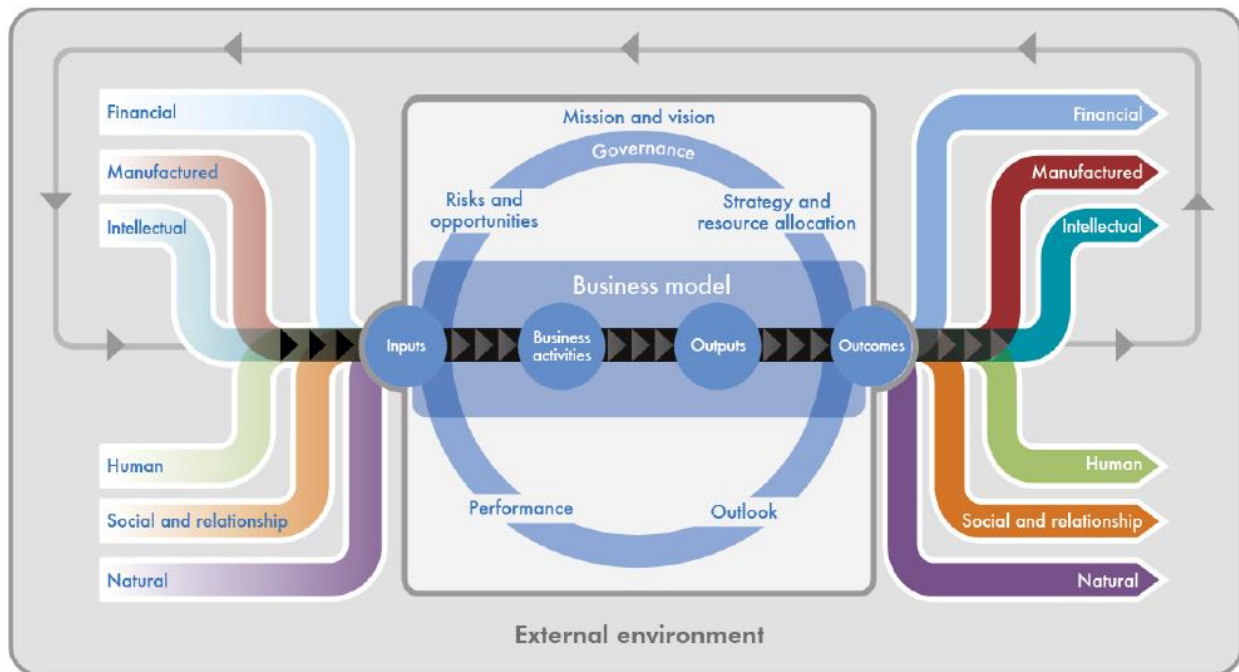 Financial
Manufactured
Intellectual
Human
Social and relationship
Natural
Mission and vision
Governance
Risks and
opportunities
Strategy and
resource allocation
Business model
Inputs
Business
activities
Outputs
Outcomes
Performance
Outlook
Financial
Manufactured
Intellectual
Human
Social and relationship
Natural
External environment